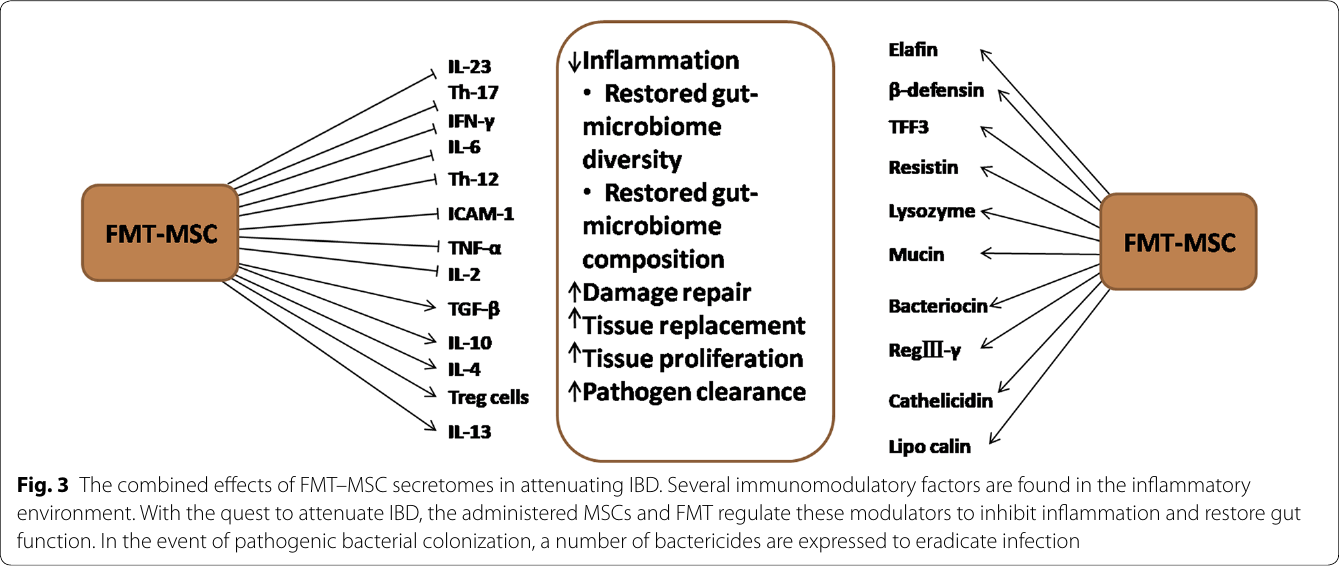 FMT-MSC
IL-23
Th-17
IFN-γ
IL-6
Th-12
ICAM-1
TNF-α
IL-2
TGF-β
IL-10
IL-4
Treg cells
IL-13
↓Inflammation
• Restored gut-
microbiome
diversity
• Restored gut-
microbiome
composition
↑Damage repair
↑Tissue replacement
↑Tissue proliferation
↑Pathogen clearance
Elafin
β-defensin
TFF3
Resistin
Lysozyme
Mucin
Bacteriocin
RegIII-γ
Cathelicidin
Lipo calin
FMT-MSC
Fig. 3 The combined effects of FMT–MSC secretomes in attenuating IBD. Several immunomodulatory factors are found in the inflammatory
environment. With the quest to attenuate IBD, the administered MSCs and FMT regulate these modulators to inhibit inflammation and restore gut
function. In the event of pathogenic bacterial colonization, a number of bactericides are expressed to eradicate infection